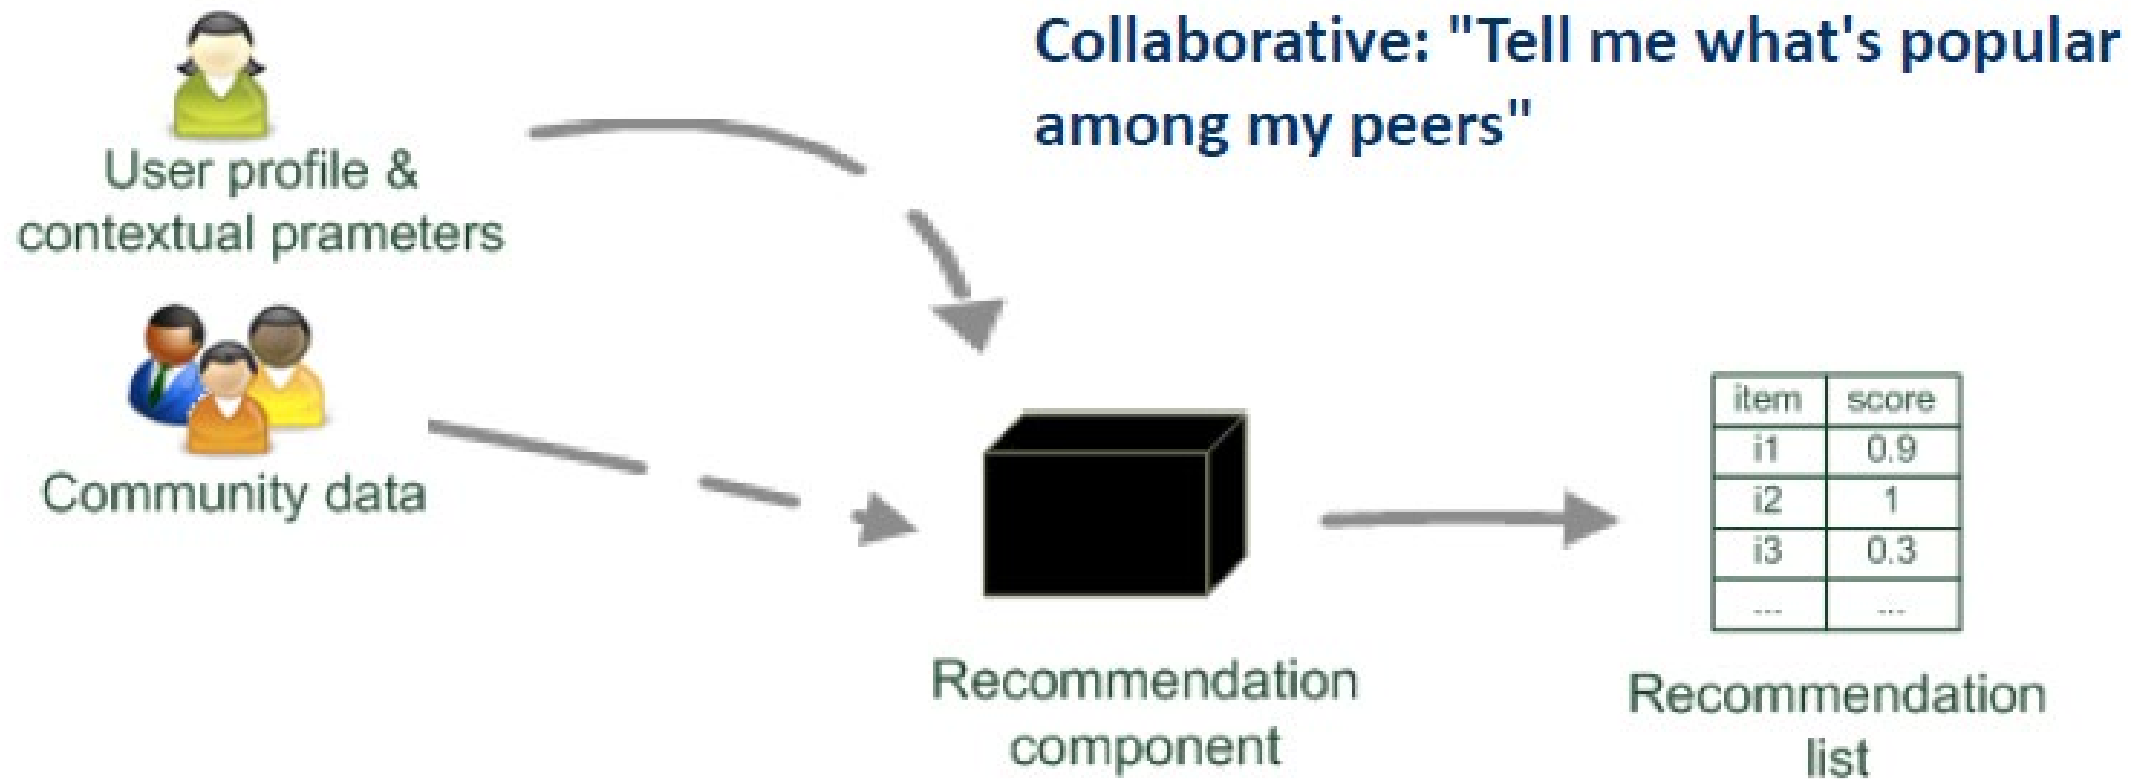 Collaborative: "Tell me what's popular
among my peers"
User profile &
contextual prameters
Community data
item score
i1 0.9
i2 1
i3 0.3
... ...
Recommendation
component
Recommendation
list